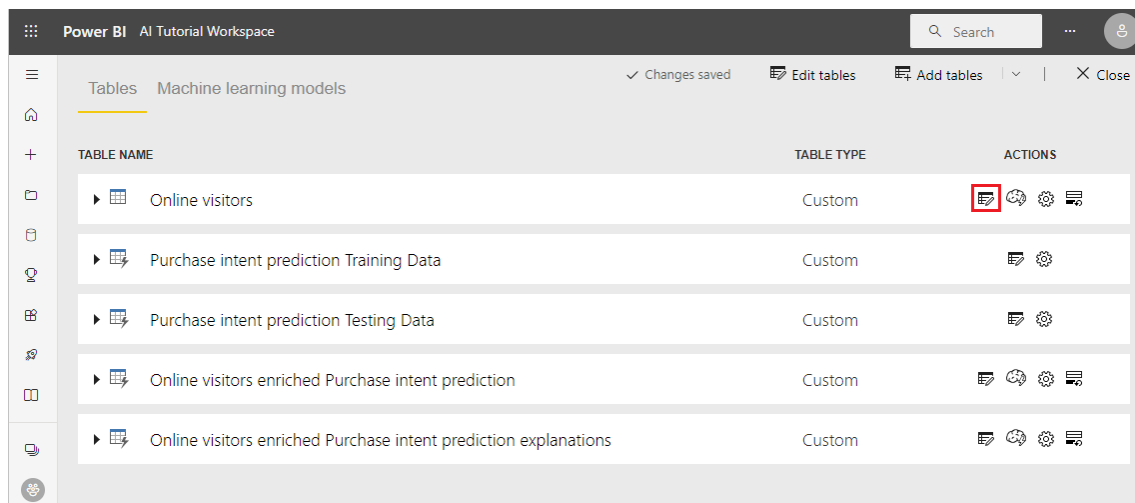 Power BI AI Tutorial Workspace Search ...
Tables Machine learning models Changes saved Edit tables Add tables Close
TABLE NAME TABLE TYPE ACTIONS
Online visitors Custom
Purchase intent prediction Training Data Custom
Purchase intent prediction Testing Data Custom
Online visitors enriched Purchase intent prediction Custom
Online visitors enriched Purchase intent prediction explanations Custom